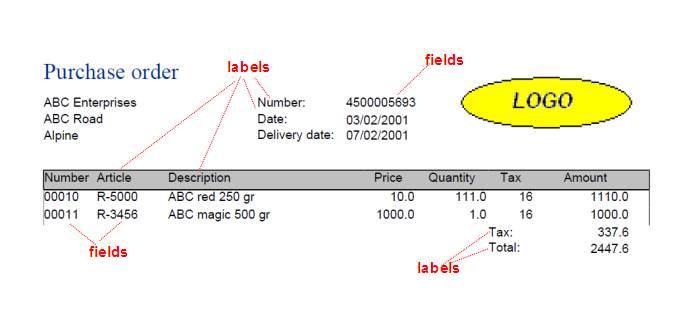 fields
labels
Purchase order
LOGO
ABC Enterprises Number: 4500005693
ABC Road Date: 03/02/2001
Alpine Delivery date: 07/02/2001
Number Article Description Price Quantity Tax Amount
00010 R-5000 ABC red 250 gr 10.0 111.0 16 1110.0
00011 R-3456 ABC magic 500 gr 1000.0 1.0 16 1000.0
Tax: 337.6
Total: 2447.6
fields
labels